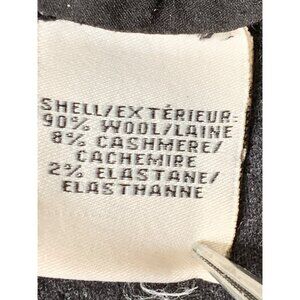 SHELL/EXTÉRIEUR:
90% WOOL/LAINE
8% CASHMERE/
CACHEMIRE
2% ELASTANE/
ELASTHANNE